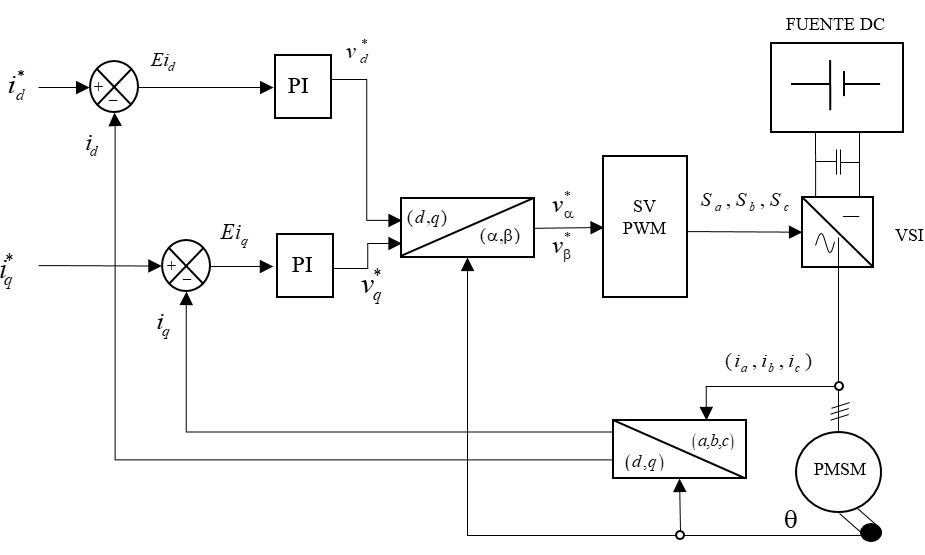 FUENTE DC
i*d
+
−
Eid
PI
v*d
id
i*q
+
−
Eiq
PI
v*q
iq
(d,q)
(α,β)
v*α
v*β
SV
PWM
Sa , Sb , Sc
VSI
(ia , ib , ic)
(a,b,c)
(d,q)
PMSM
θ